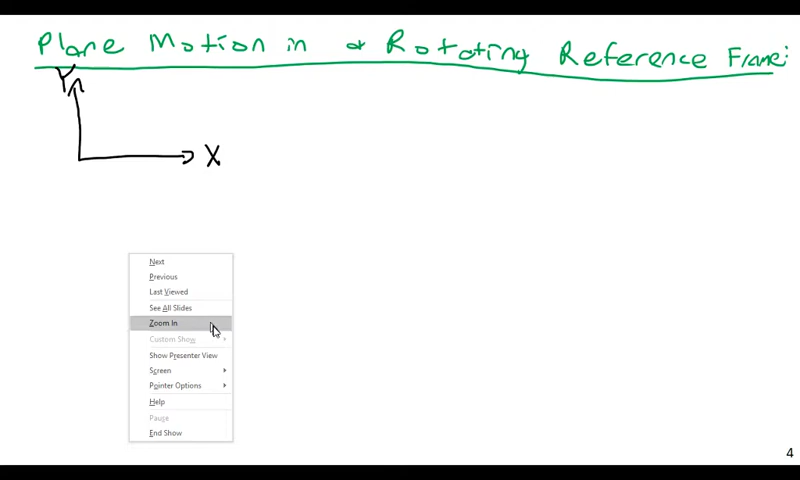 Plane Motion in a Rotating Reference Frame:
Y
X
Next
Previous
Last Viewed
See All Slides
Zoom In
Custom Show
Show Presenter View
Screen
Pointer Options
Help
Pause
End Show
4